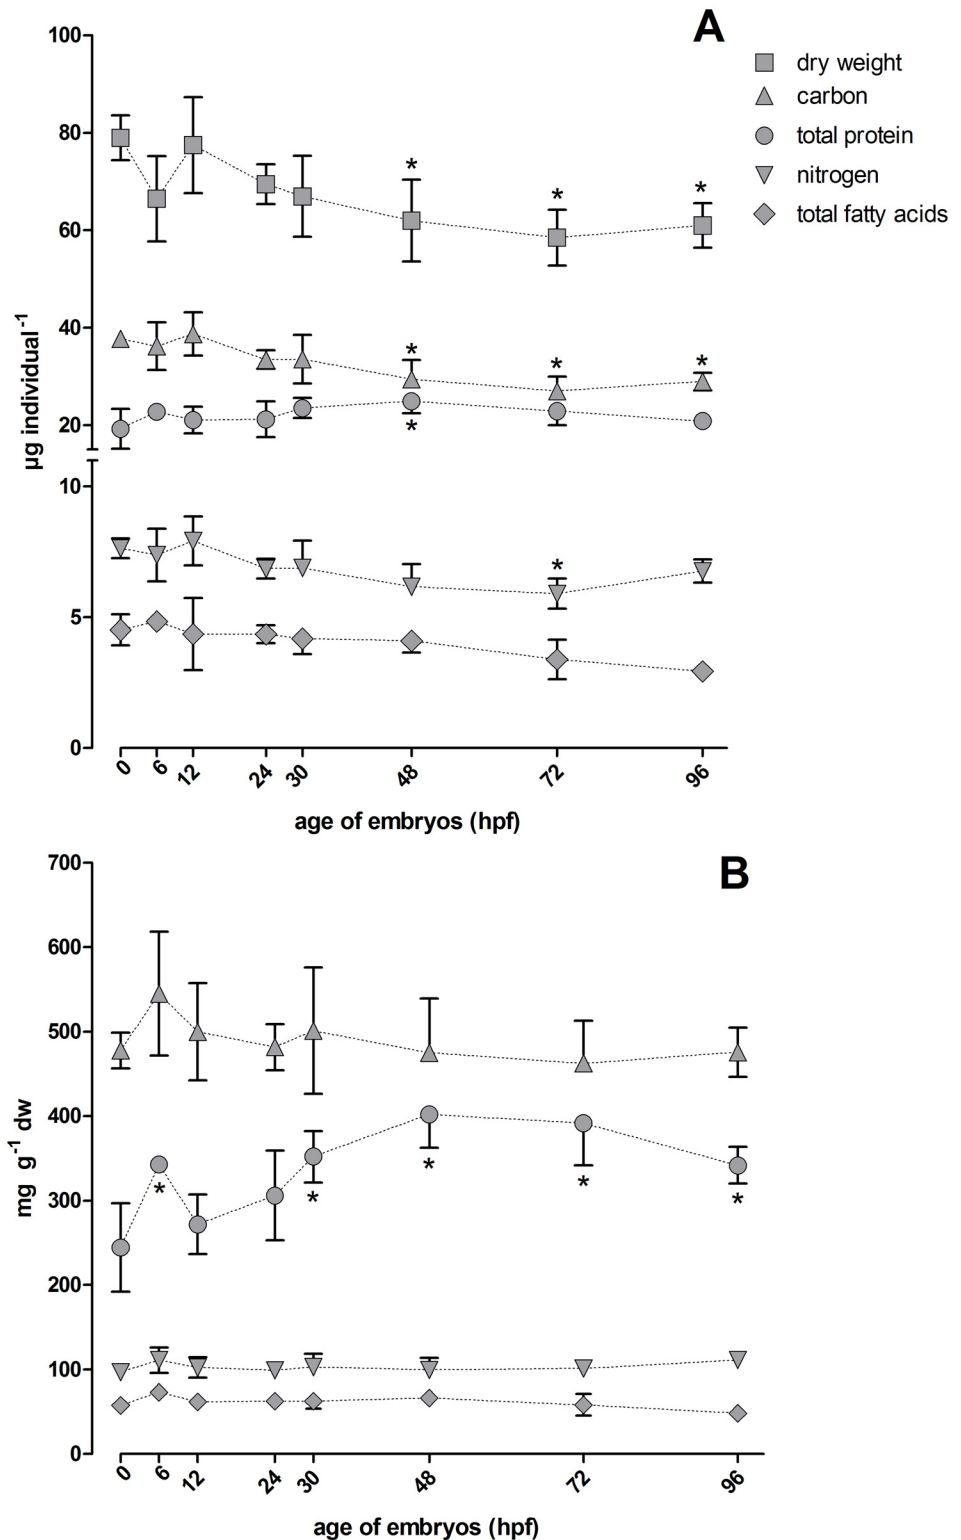 A
dry weight
carbon
total protein
nitrogen
total fatty acids
100
80
60
40
20
10
5
0
µg individual⁻¹
* * *
* * *
*
*
0 6 12 24 30 48 72 96
age of embryos (hpf)
B
700
600
500
400
300
200
100
0
mg g⁻¹ dw
* * * * *
0 6 12 24 30 48 72 96
age of embryos (hpf)